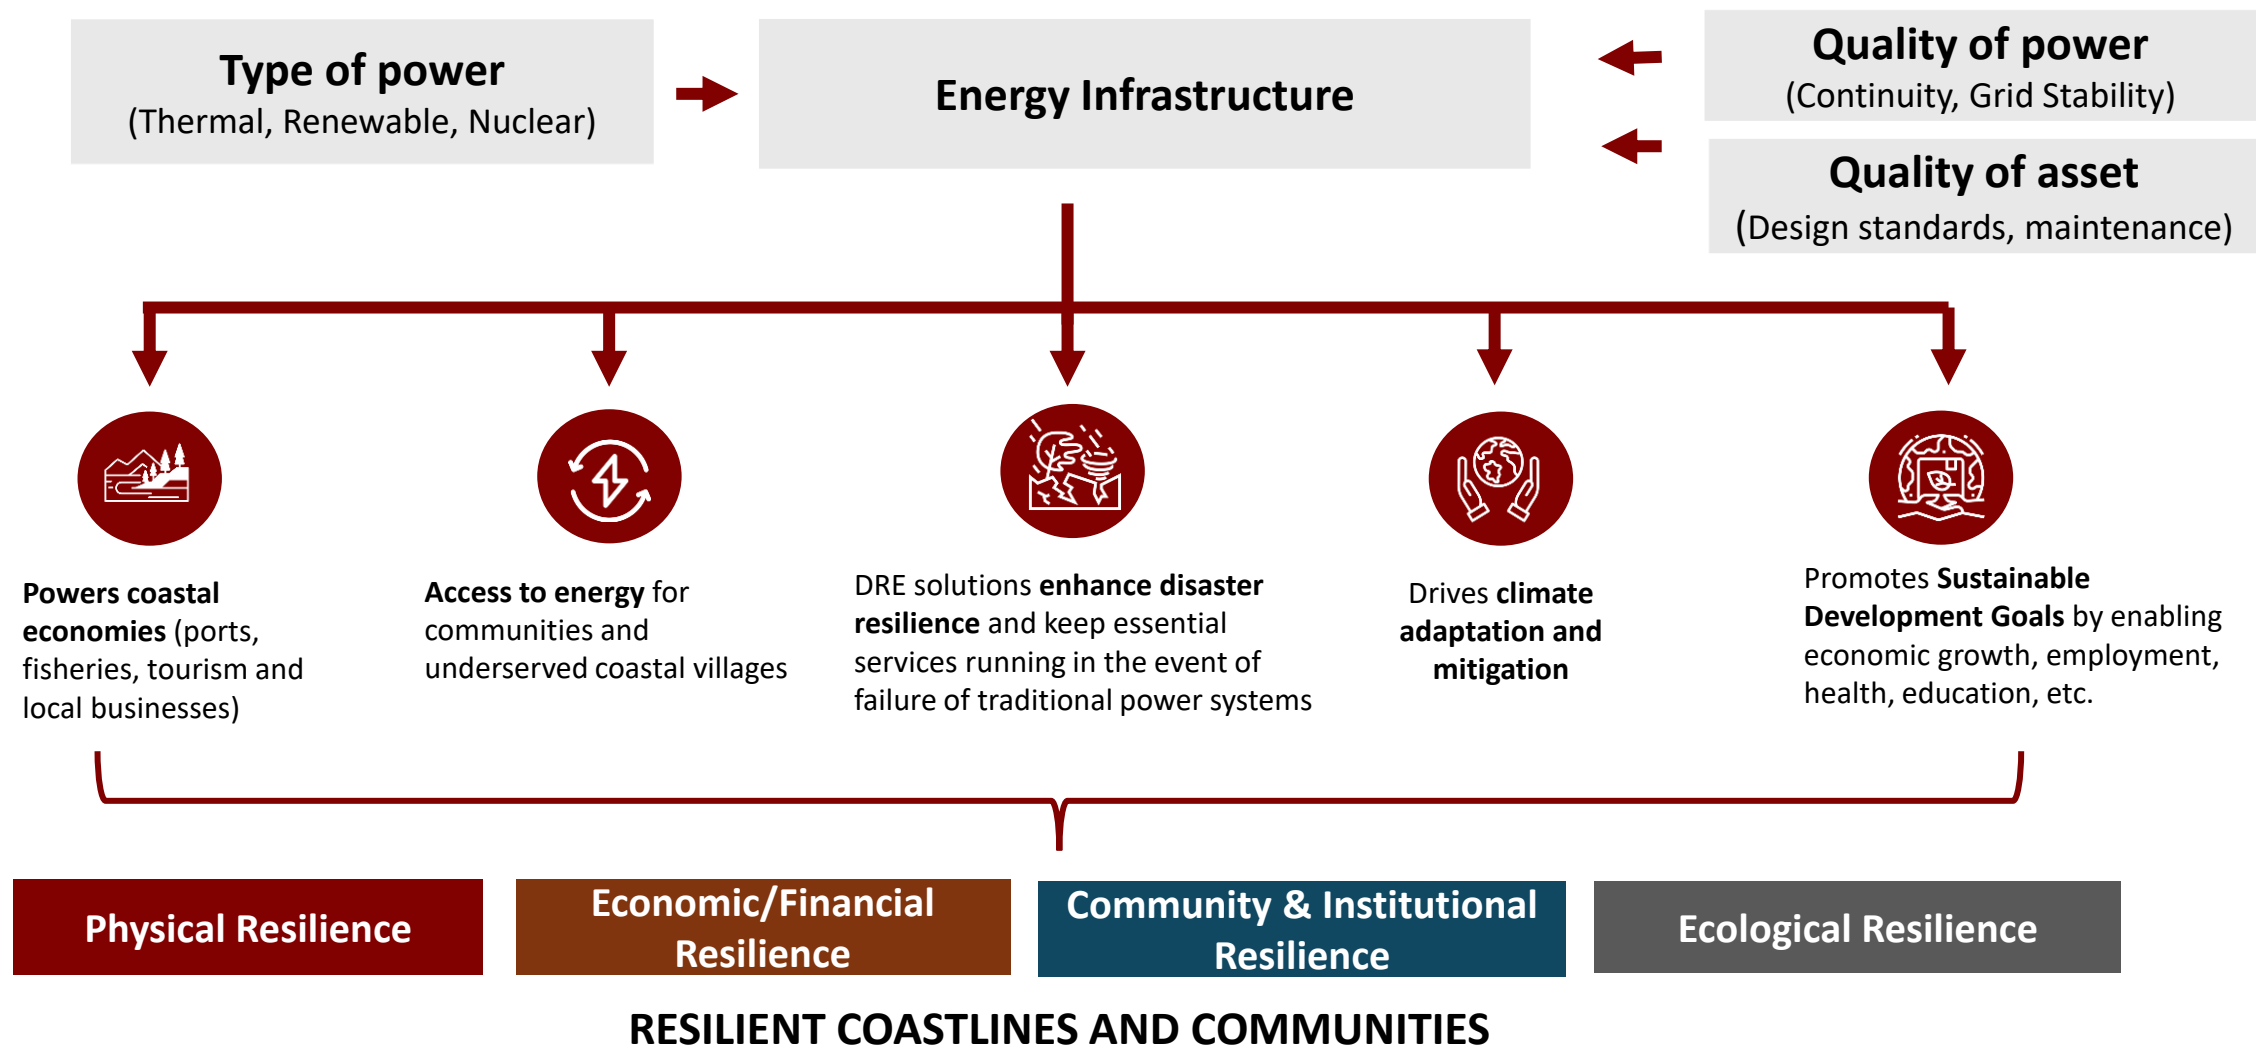 Type of power
(Thermal, Renewable, Nuclear)
Energy Infrastructure
Quality of power
(Continuity, Grid Stability)
Quality of asset
(Design standards, maintenance)
Powers coastal
economies (ports,
fisheries, tourism and
local businesses)
Access to energy for
communities and
underserved coastal villages
DRE solutions enhance disaster
resilience and keep essential
services running in the event of
failure of traditional power systems
Drives climate
adaptation and
mitigation
Promotes Sustainable
Development Goals by enabling
economic growth, employment,
health, education, etc.
Physical Resilience
Economic/Financial
Resilience
Community & Institutional
Resilience
Ecological Resilience
RESILIENT COASTLINES AND COMMUNITIES